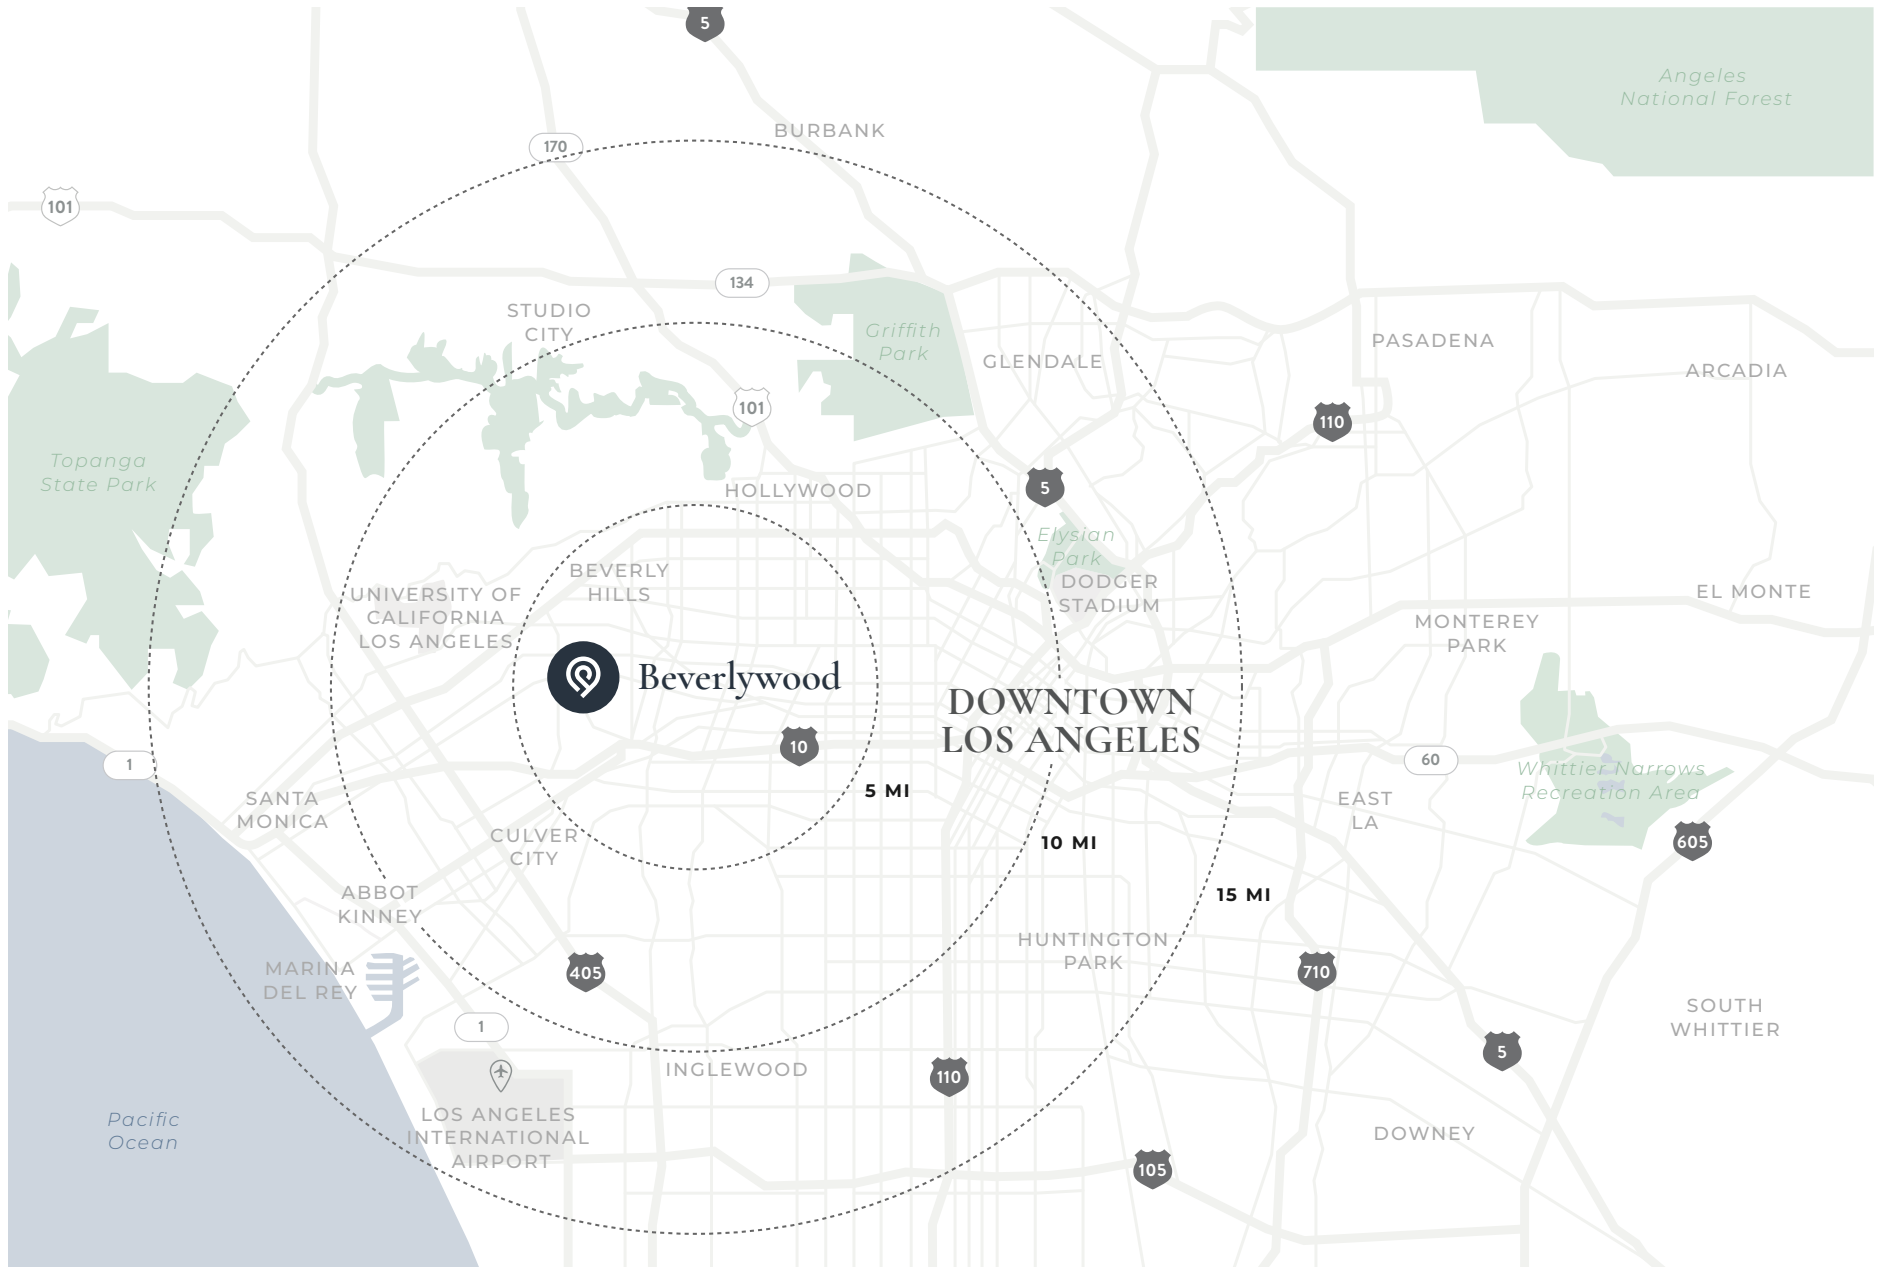 5
Angeles
National Forest
BURBANK
170
101
134
STUDIO
CITY
Griffith
Park
GLENDALE
PASADENA
ARCADIA
101
110
Topanga
State Park
HOLLYWOOD
5
Elysian
Park
BEVERLY
HILLS
DODGER
STADIUM
UNIVERSITY OF
CALIFORNIA
LOS ANGELES
EL MONTE
MONTEREY
PARK
Beverlywood
DOWNTOWN
LOS ANGELES
10
1
60
Whittier Narrows
Recreation Area
5 MI
SANTA
MONICA
EAST
LA
CULVER
CITY
10 MI
605
ABBOT
KINNEY
15 MI
HUNTINGTON
PARK
MARINA
DEL REY
405
710
SOUTH
WHITTIER
1
5
INGLEWOOD
110
LOS ANGELES
INTERNATIONAL
AIRPORT
Pacific
Ocean
DOWNEY
105